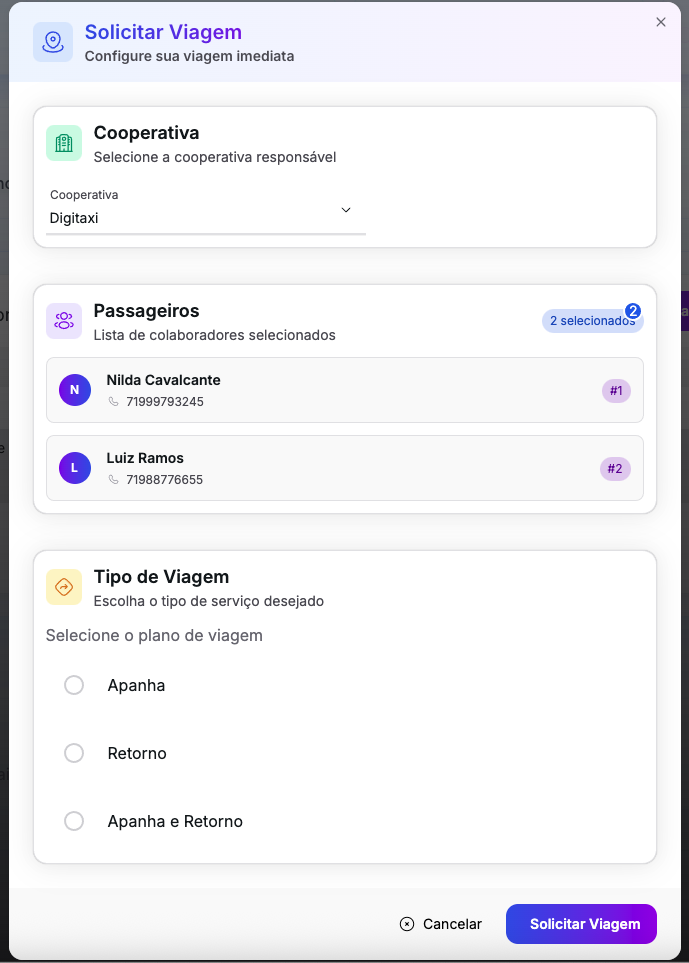 Solicitar Viagem
Configure sua viagem imediata
Cooperativa
Selecione a cooperativa responsável
Cooperativa
Digitaxi
Passageiros
Lista de colaboradores selecionados
2 selecionados
2
N
Nilda Cavalcante
71999793245
#1
L
Luiz Ramos
71988776655
#2
Tipo de Viagem
Escolha o tipo de serviço desejado
Selecione o plano de viagem
Apanha
Retorno
Apanha e Retorno
Cancelar
Solicitar Viagem